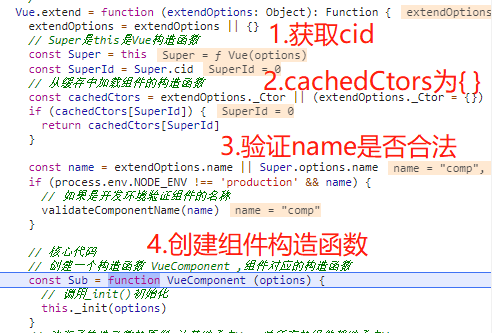 Vue.extend = function (extendOptions: Object): Function { extendOptions
extendOptions = extendOptions || {}
1.获取cid
// Super是this是Vue构造函数
const Super = this Super = ƒ Vue(options)
const SuperId = Super.cid SuperId = 0
2.cachedCtors为{ }
// 从缓存中加载组件的构造函数
const cachedCtors = extendOptions._Ctor || (extendOptions._Ctor = {})
if (cachedCtors[SuperId]) { SuperId = 0
return cachedCtors[SuperId]
}
3.验证name是否合法
const name = extendOptions.name || Super.options.name name = "comp",
if (process.env.NODE_ENV !== 'production' && name) {
// 如果是开发环境验证组件的名称
validateComponentName(name) name = "comp"
}
4.创建组件构造函数
// 核心代码
// 创建一个构造函数 VueComponent ,组件对应的构造函数
const Sub = function VueComponent (options) {
// 调用_init()初始化
this._init(options)
}